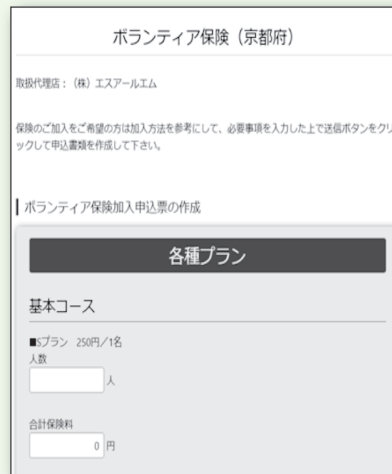 ボランティア保険（京都府）
取扱代理店：（株）エスアールエム
保険のご加入をご希望の方は加入方法を参考にして、必要事項を入力した上で送信ボタンをクリ
ックして申込書類を作成して下さい。
ボランティア保険加入申込票の作成
各種プラン
基本コース
■Sプラン　250円／1名
人数
人
合計保険料
0 円